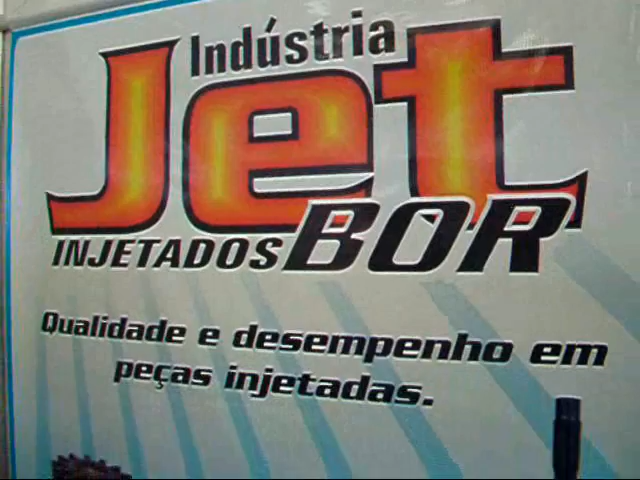 Indústria
Jet
INJETADOS BOR
Qualidade e desempenho em
peças injetadas.